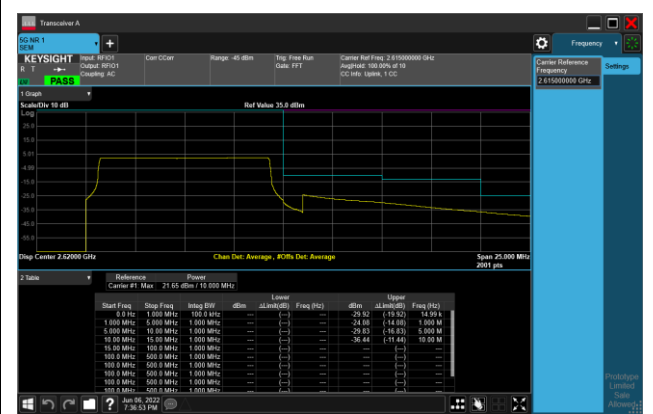 Transceiver A
5G NR 1
SEM
Frequency
KEYSIGHT
R T
PASS
Input: RFIO1
Output: RFIO1
Coupling: AC
Corr CCorr
Range: -45 dBm
Trig: Free Run
Gate: FFT
Carrier Ref Freq: 2.615000000 GHz
Avg|Hold: 100.00% of 10
CC Info: Uplink, 1 CC
Carrier Reference
Frequency
2.615000000 GHz
Settings
1 Graph
Scale/Div 10 dB
Ref Value 35.0 dBm
Log
25.0
15.0
5.01
-4.99
-15.0
-25.0
-35.0
-45.0
-55.0
Disp Center 2.62000 GHz
Chan Det: Average , #Offs Det: Average
Span 25.000 MHz
2001 pts
2 Table
Reference Power
Carrier #1 Max 21.65 dBm / 10.000 MHz
Lower Upper
Start Freq Stop Freq Integ BW dBm ΔLimit(dB) Freq (Hz) dBm ΔLimit(dB) Freq (Hz)
0.0 Hz 1.000 MHz 100.0 kHz --- (---) --- -29.92 (-19.92) 14.99 k
1.000 MHz 5.000 MHz 1.000 MHz --- (---) --- -24.08 (-14.08) 1.000 M
5.000 MHz 10.00 MHz 1.000 MHz --- (---) --- -29.83 (-16.83) 5.000 M
10.00 MHz 15.00 MHz 1.000 MHz --- (---) --- -36.44 (-11.44) 10.00 M
15.00 MHz 100.0 MHz 1.000 MHz --- (---) --- --- (---) ---
100.0 MHz 500.0 MHz 1.000 MHz --- (---) --- --- (---) ---
100.0 MHz 500.0 MHz 1.000 MHz --- (---) --- --- (---) ---
100.0 MHz 500.0 MHz 1.000 MHz --- (---) --- --- (---) ---
100.0 MHz 500.0 MHz 1.000 MHz --- (---) --- --- (---) ---
Prototype
Limited
Sale
Allowed
Jun 06, 2022
7:36:53 PM